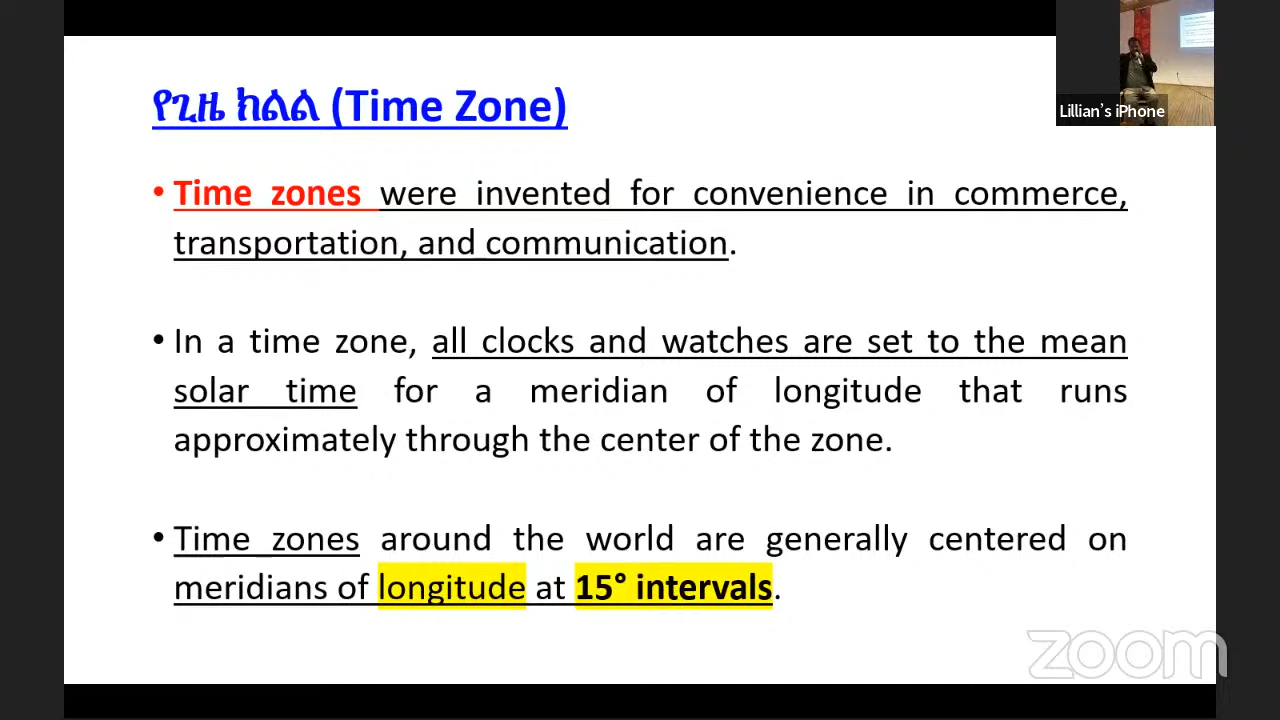 የጊዜ ክልል (Time Zone)
Lillian's iPhone
• Time zones were invented for convenience in commerce,
transportation, and communication.
• In a time zone, all clocks and watches are set to the mean
solar time for a meridian of longitude that runs
approximately through the center of the zone.
• Time zones around the world are generally centered on
meridians of longitude at 15° intervals.
zoom